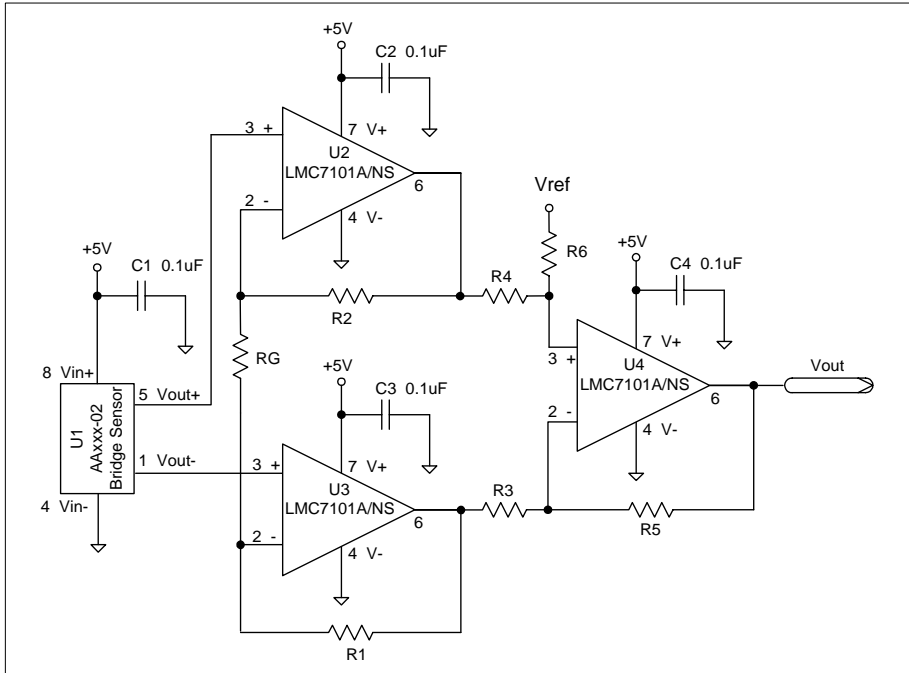 +5V
C2 0.1uF
3 +
7 V+
U2
LMC7101A/NS
6
2 -
4 V-
Vref
+5V
C1 0.1uF
R6
+5V
C4 0.1uF
R4
R2
RG
+5V
C3 0.1uF
7 V+
3 +
U4
LMC7101A/NS
6
Vout
2 -
4 V-
8 Vin+
5 Vout+
U1
AAxxx-02
Bridge Sensor
1 Vout-
4 Vin-
3 +
7 V+
U3
LMC7101A/NS
6
2 -
4 V-
R3
R5
R1